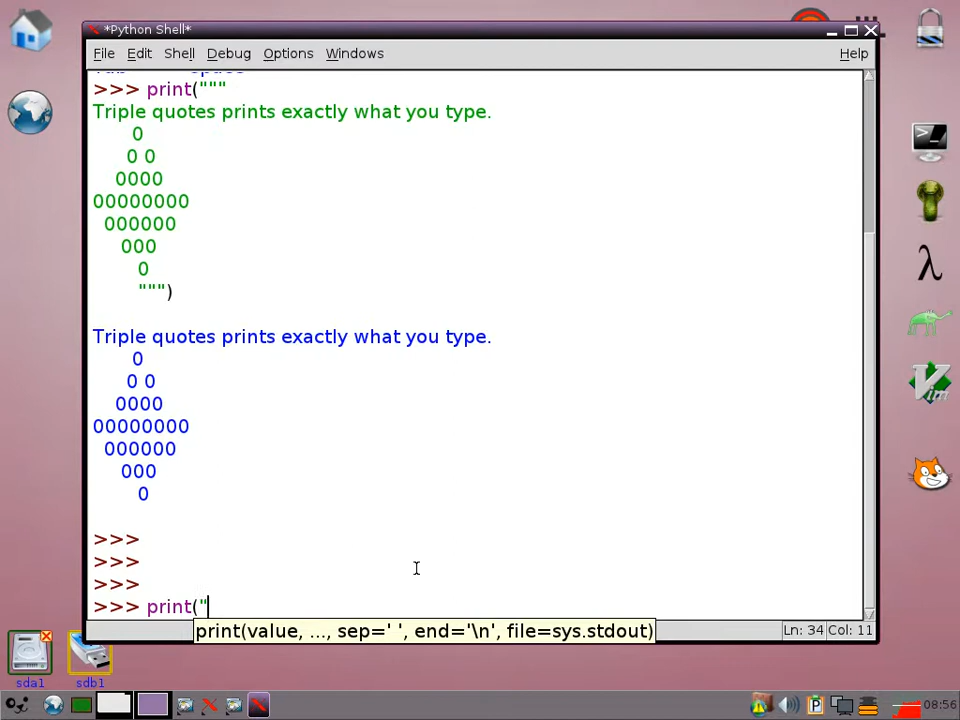 *Python Shell*
File Edit Shell Debug Options Windows Help
>>> print("""
Triple quotes prints exactly what you type.
0
0 0
0000
00000000
000000
000
0
""")
Triple quotes prints exactly what you type.
0
0 0
0000
00000000
000000
000
0
>>>
>>>
>>>
>>> print("
print(value, ..., sep=' ', end='\n', file=sys.stdout)
Ln: 34 Col: 11
sda1 sdb1
08:56